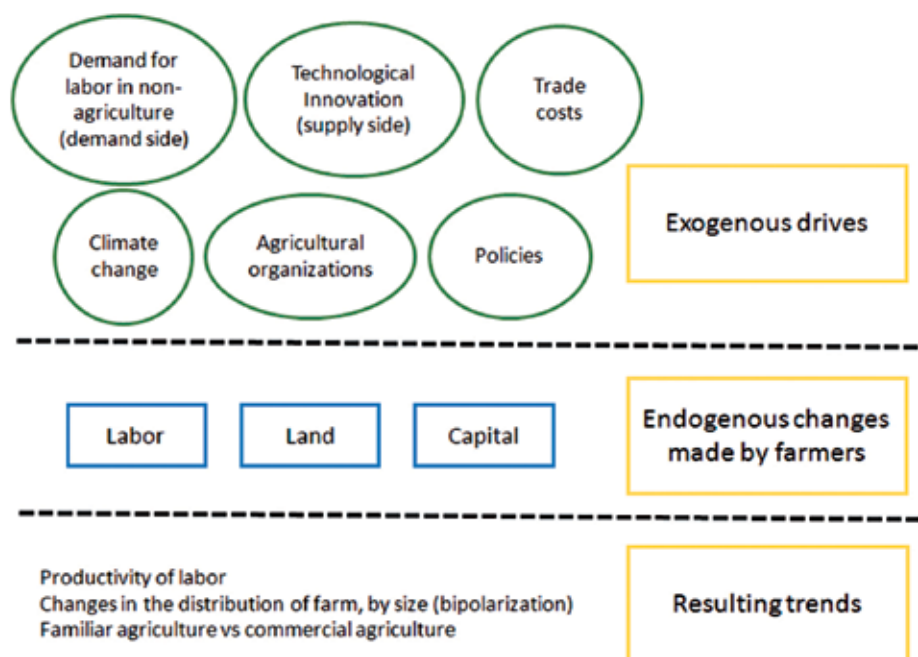 Demand for
labor in non-
agriculture
(demand side)
Technological
Innovation
(supply side)
Trade
costs
Climate
change
Agricultural
organizations
Policies
Exogenous drives
Labor
Land
Capital
Endogenous changes
made by farmers
Productivity of labor
Changes in the distribution of farm, by size (bipolarization)
Familiar agriculture vs commercial agriculture
Resulting trends